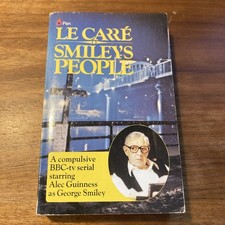 Pan
LE CARRÉ
SMILEY'S
PEOPLE
A compulsive
BBC-tv serial
starring
Alec Guinness
as George Smiley